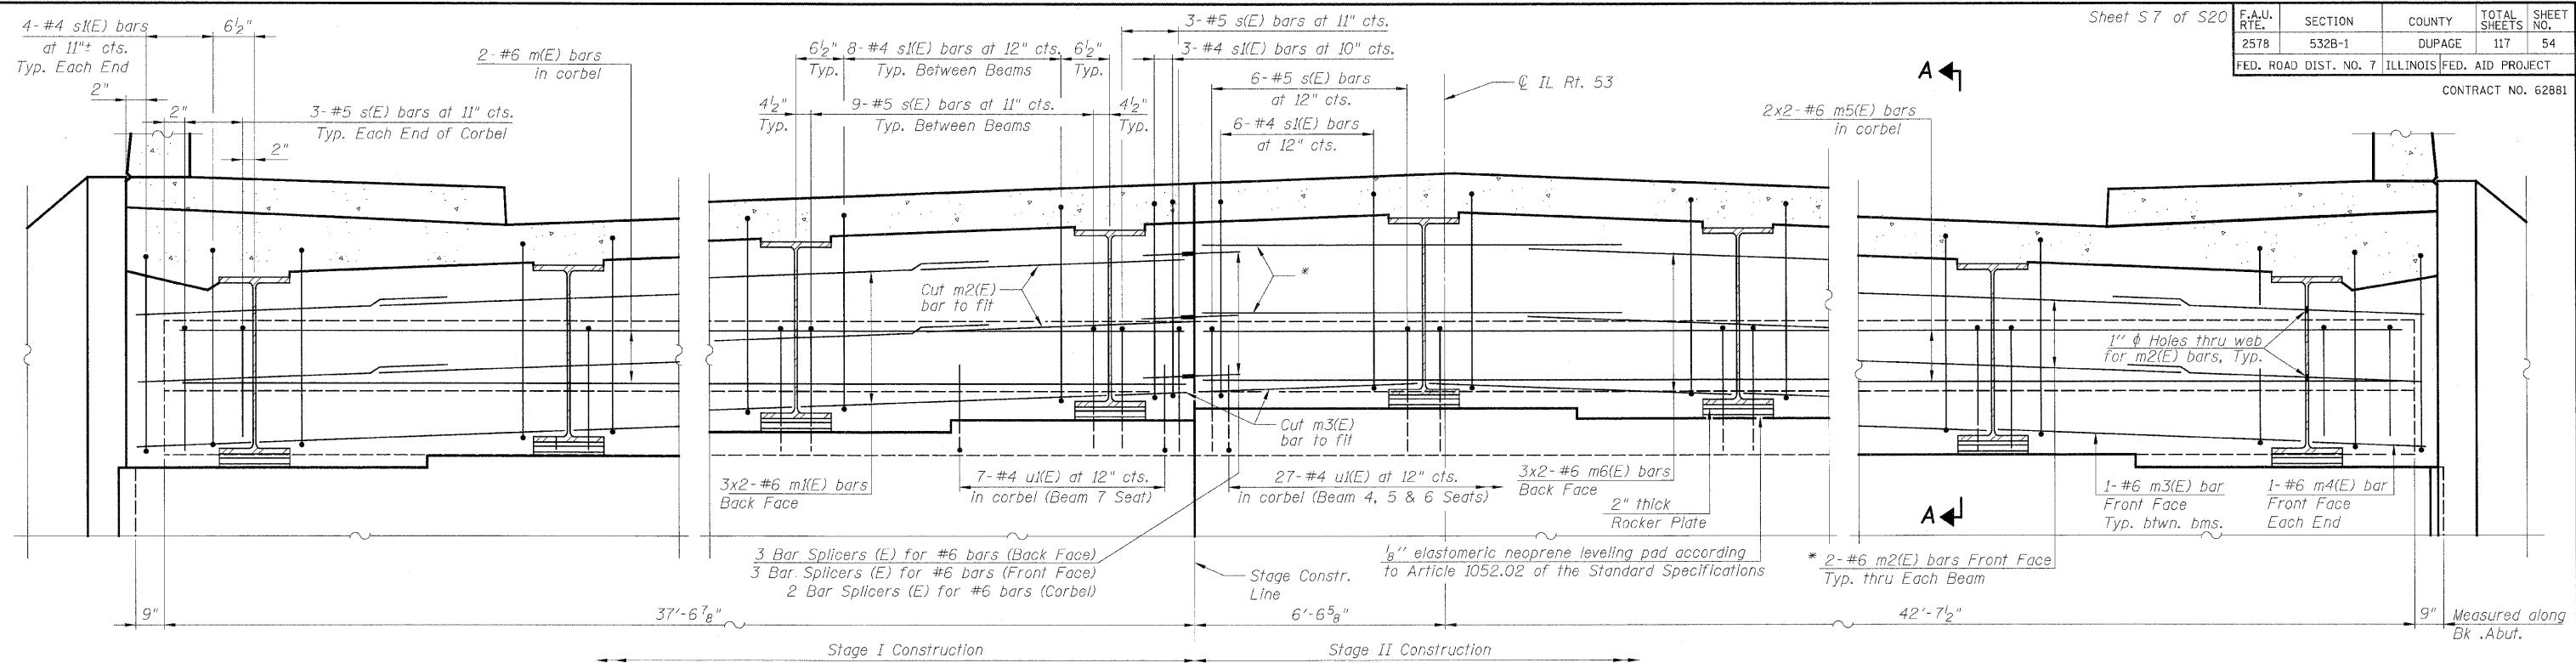 4-#4 s1(E) bars
at 11"± cts.
Typ. Each End
6½"
2"
2"
3-#5 s(E) bars at 11" cts.
Typ. Each End of Corbel
2"
2-#6 m(E) bars
in corbel
6½"
Typ.
8-#4 s1(E) bars at 12" cts.
Typ. Between Beams
6½"
Typ.
4½"
Typ.
9-#5 s(E) bars at 11" cts.
Typ. Between Beams
4½"
Typ.
3-#5 s(E) bars at 11" cts.
3-#4 s1(E) bars at 10" cts.
6-#5 s(E) bars
at 12" cts.
6-#4 s1(E) bars
at 12" cts.
℄ IL Rt. 53
A
2x2-#6 m5(E) bars
in corbel
Sheet S7 of S20
F.A.U. RTE.
SECTION
COUNTY
TOTAL SHEETS
SHEET NO.
2578
532B-1
DUPAGE
117
54
FED. ROAD DIST. NO. 7
ILLINOIS
FED. AID PROJECT
CONTRACT NO. 62881
Cut m2(E)
bar to fit
*
1" ϕ Holes thru web
for m2(E) bars, Typ.
Cut m3(E)
bar to fit
3x2-#6 m1(E) bars
Back Face
7-#4 u1(E) at 12" cts.
in corbel (Beam 7 Seat)
27-#4 u1(E) at 12" cts.
in corbel (Beam 4, 5 & 6 Seats)
3x2-#6 m6(E) bars
Back Face
2" thick
Rocker Plate
A
1-#6 m3(E) bar
Front Face
Typ. btwn. bms.
1-#6 m4(E) bar
Front Face
Each End
3 Bar Splicers (E) for #6 bars (Back Face)
3 Bar Splicers (E) for #6 bars (Front Face)
2 Bar Splicers (E) for #6 bars (Corbel)
Stage Constr.
Line
⅛" elastomeric neoprene leveling pad according
to Article 1052.02 of the Standard Specifications
* 2-#6 m2(E) bars Front Face
Typ. thru Each Beam
9"
37'-6⅞"
6'-6⅝"
42'-7½"
9"
Measured along
Bk .Abut.
Stage I Construction
Stage II Construction